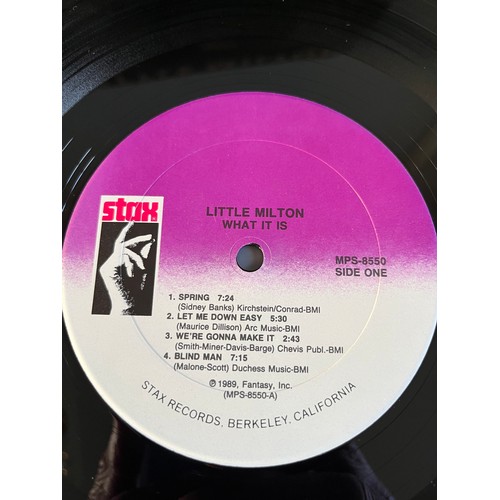 stax
LITTLE MILTON
WHAT IT IS
MPS-8550
SIDE ONE
1. SPRING 7:24
(Sidney Banks) Kirchstein/Conrad-BMI
2. LET ME DOWN EASY 5:30
(Maurice Dillison) Arc Music-BMI
3. WE'RE GONNA MAKE IT 2:43
(Smith-Miner-Davis-Barge) Chevis Publ.-BMI
4. BLIND MAN 7:15
(Malone-Scott) Duchess Music-BMI
℗ 1989, Fantasy, Inc.
(MPS-8550-A)
STAX RECORDS, BERKELEY, CALIFORNIA